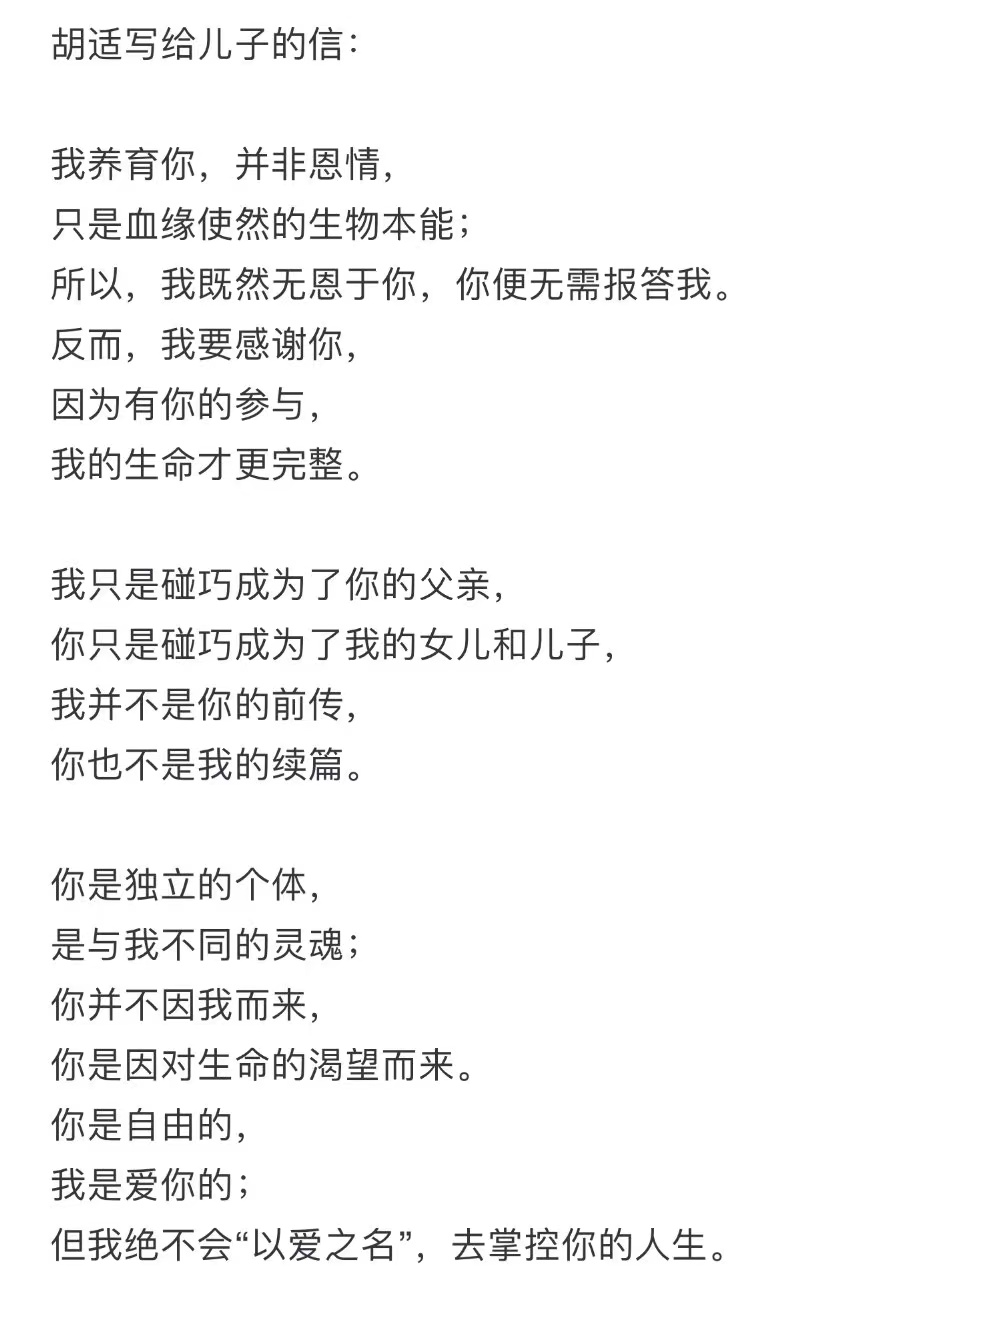 胡适写给儿子的信：
我养育你，并非恩情，
只是血缘使然的生物本能；
所以，我既然无恩于你，你便无需报答我。
反而，我要感谢你，
因为有你的参与，
我的生命才更完整。
我只是碰巧成为了你的父亲，
你只是碰巧成为了我的女儿和儿子，
我并不是你的前传，
你也不是我的续篇。
你是独立的个体，
是与我不同的灵魂；
你并不因我而来，
你是因对生命的渴望而来。
你是自由的，
我是爱你的；
但我绝不会“以爱之名”，去掌控你的人生。